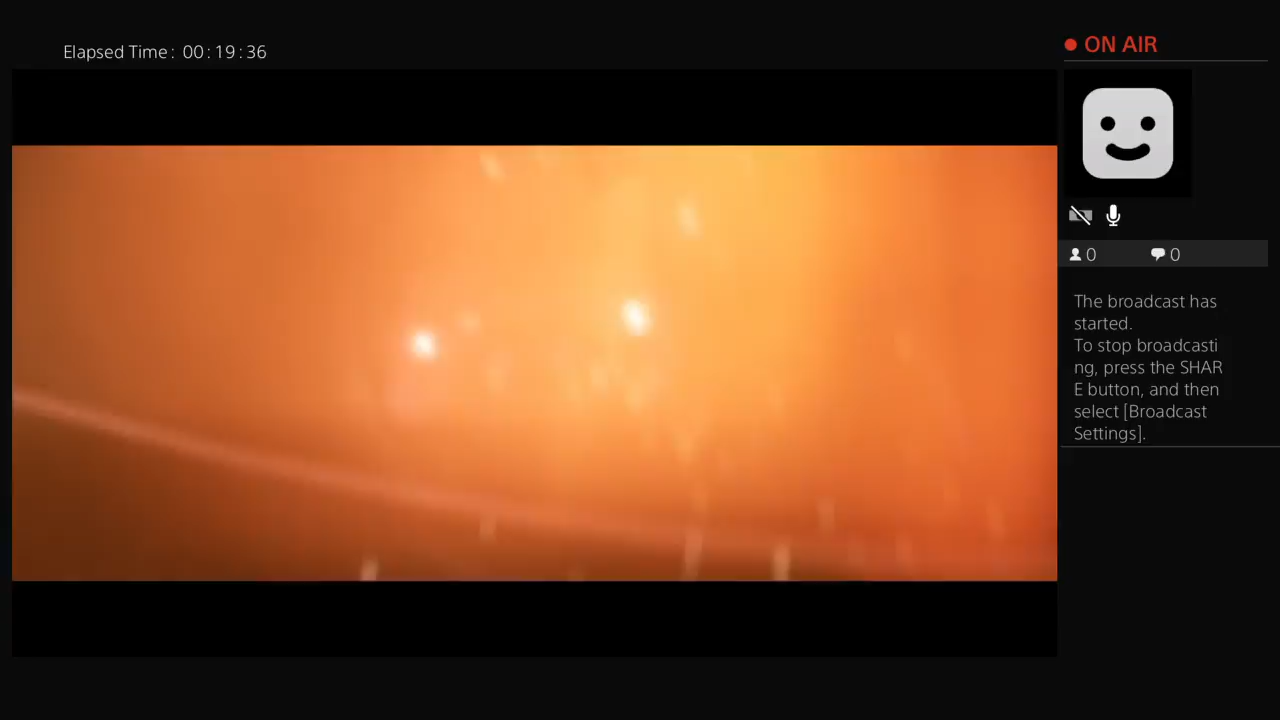 Elapsed Time: 00:19:36
ON AIR
0 0
The broadcast has
started.
To stop broadcasti
ng, press the SHAR
E button, and then
select [Broadcast
Settings].